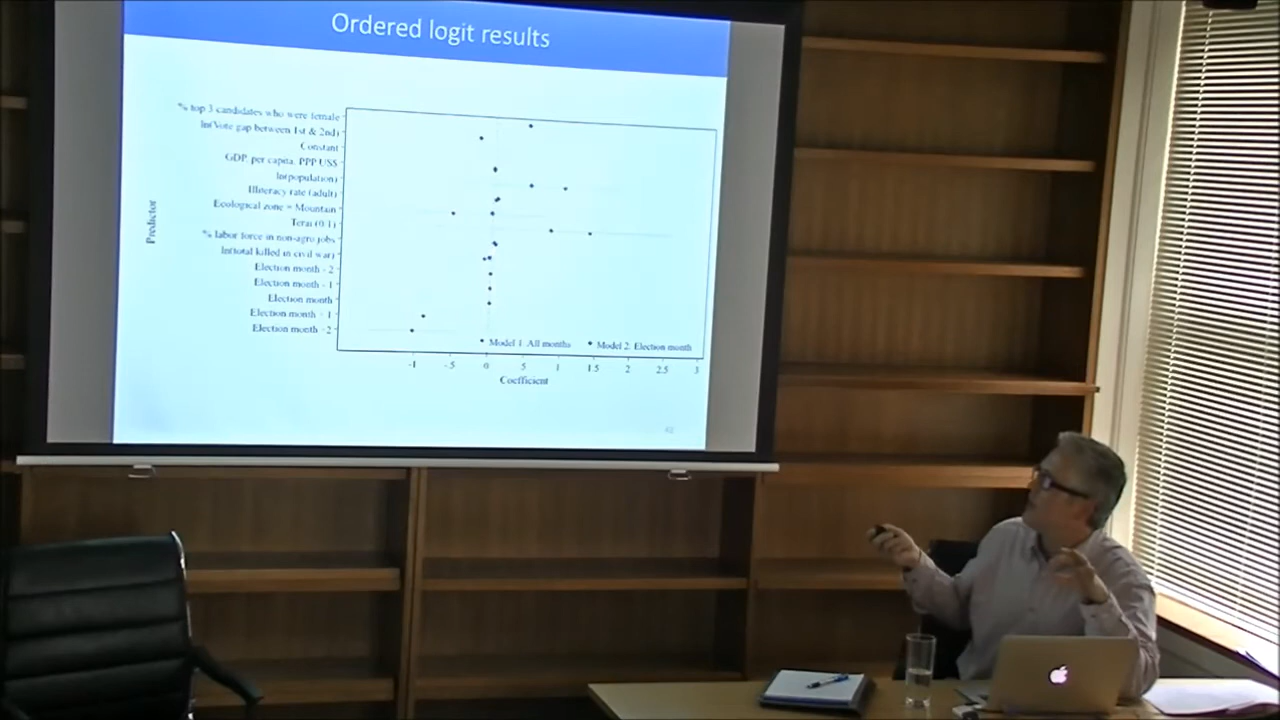 Ordered logit results
% top 3 candidates who were female
ln(Vote gap between 1st & 2nd)
Constant
GDP per capita, PPP US$
ln(population)
Illiteracy rate (adult)
Ecological zone = Mountain
Terai (0/1)
% labor force in non-agro jobs
ln(total killed in civil war)
Election month - 2
Election month - 1
Election month
Election month + 1
Election month +2
Predictor
Model 1. All months
Model 2. Election month
-1 -.5 0 .5 1 1.5 2 2.5 3
Coefficient